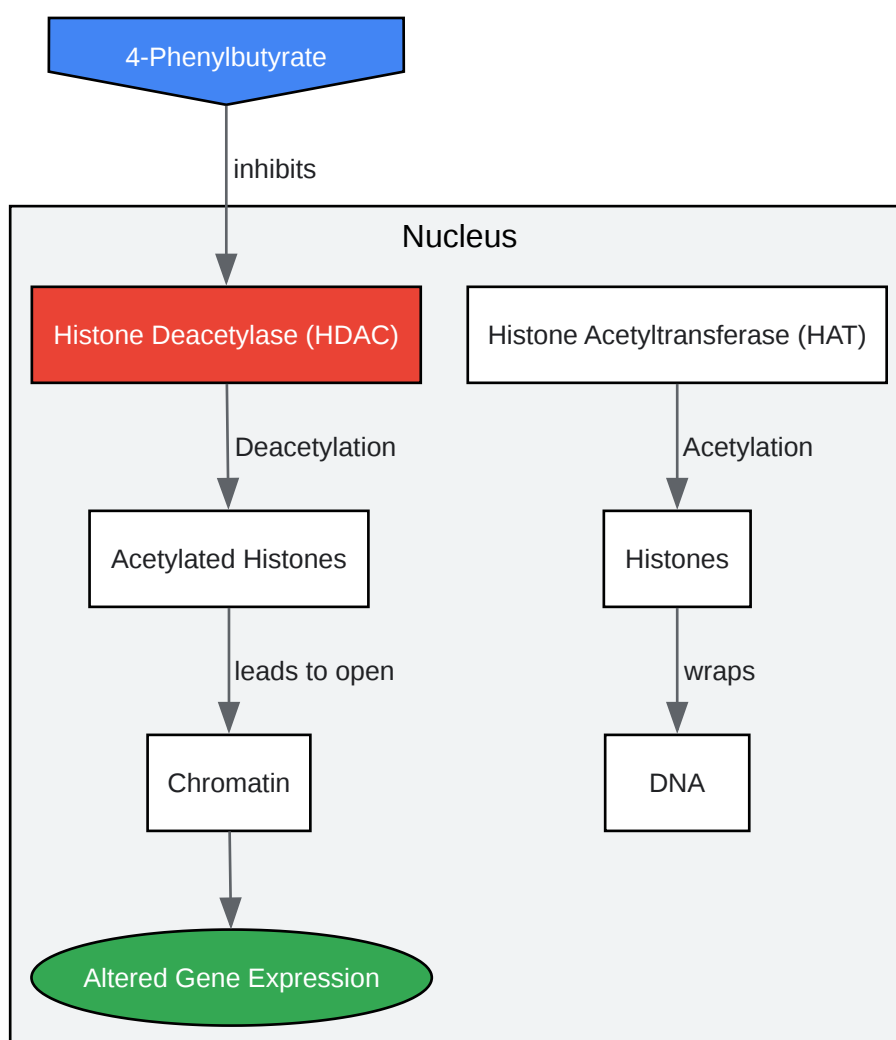 4-Phenylbutyrate
inhibits
Nucleus
Histone Deacetylase (HDAC)
Histone Acetyltransferase (HAT)
Deacetylation
Acetylation
Acetylated Histones
Histones
leads to open
wraps
Chromatin
DNA
Altered Gene Expression